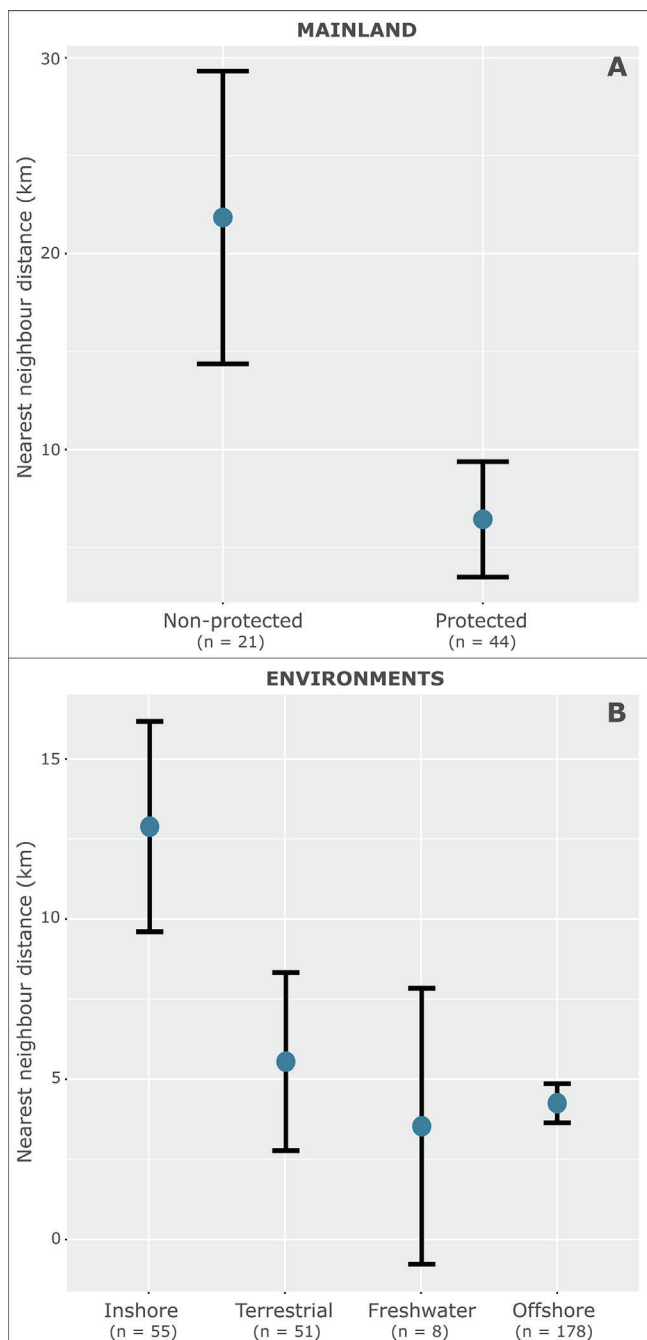 MAINLAND
A
Nearest neighbour distance (km)
30
20
10
Non-protected
(n = 21)
Protected
(n = 44)
ENVIRONMENTS
B
Nearest neighbour distance (km)
15
10
5
0
Inshore
(n = 55)
Terrestrial
(n = 51)
Freshwater
(n = 8)
Offshore
(n = 178)